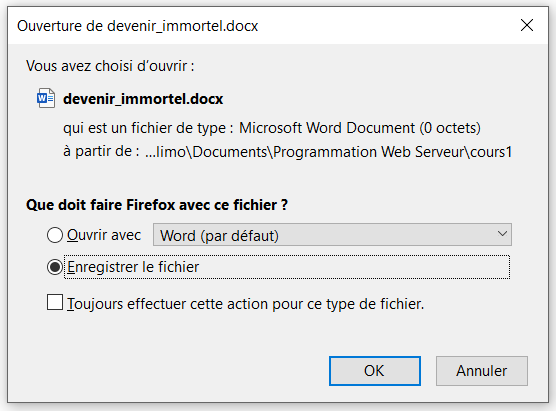 Ouverture de devenir_immortel.docx
Vous avez choisi d'ouvrir :
devenir_immortel.docx
qui est un fichier de type : Microsoft Word Document (0 octets)
à partir de : ...limo\Documents\Programmation Web Serveur\cours1
Que doit faire Firefox avec ce fichier ?
Ouvrir avec Word (par défaut)
Enregistrer le fichier
Toujours effectuer cette action pour ce type de fichier.
OK Annuler